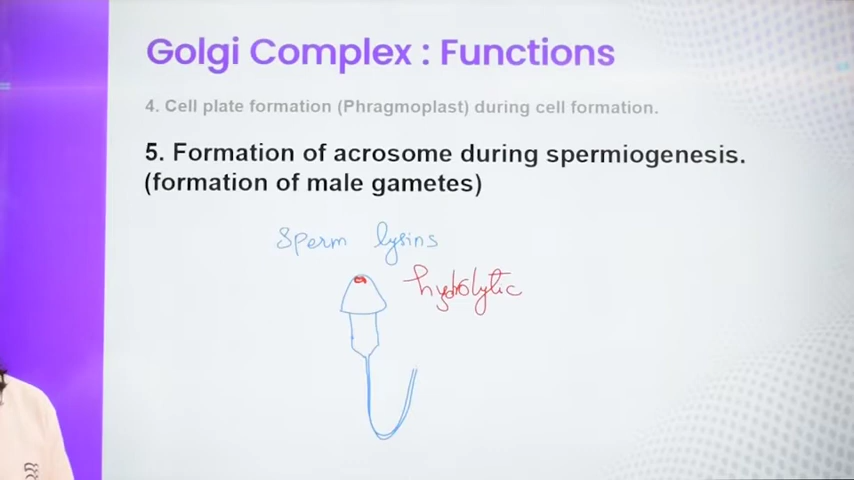 Golgi Complex : Functions
4. Cell plate formation (Phragmoplast) during cell formation.
5. Formation of acrosome during spermiogenesis.
(formation of male gametes)
Sperm lysins
hydrolytic